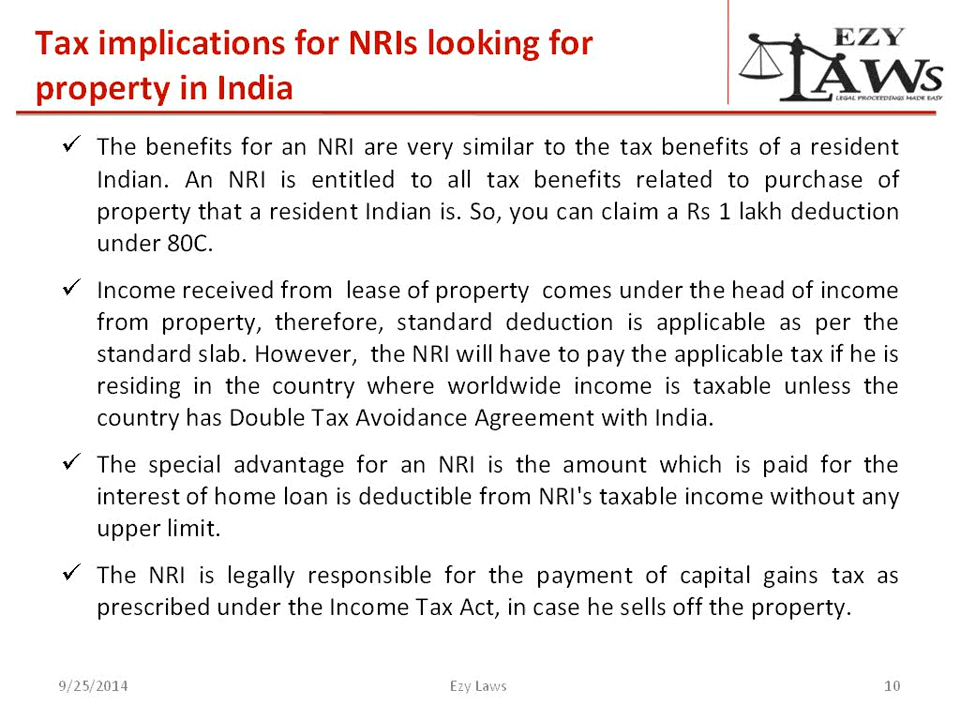 Tax implications for NRIs looking for
property in India
EZY
LAWs
LEGAL PROCEEDINGS MADE EASY
✓ The benefits for an NRI are very similar to the tax benefits of a resident
Indian. An NRI is entitled to all tax benefits related to purchase of
property that a resident Indian is. So, you can claim a Rs 1 lakh deduction
under 80C.
✓ Income received from lease of property comes under the head of income
from property, therefore, standard deduction is applicable as per the
standard slab. However, the NRI will have to pay the applicable tax if he is
residing in the country where worldwide income is taxable unless the
country has Double Tax Avoidance Agreement with India.
✓ The special advantage for an NRI is the amount which is paid for the
interest of home loan is deductible from NRI's taxable income without any
upper limit.
✓ The NRI is legally responsible for the payment of capital gains tax as
prescribed under the Income Tax Act, in case he sells off the property.
9/25/2014
Ezy Laws
10